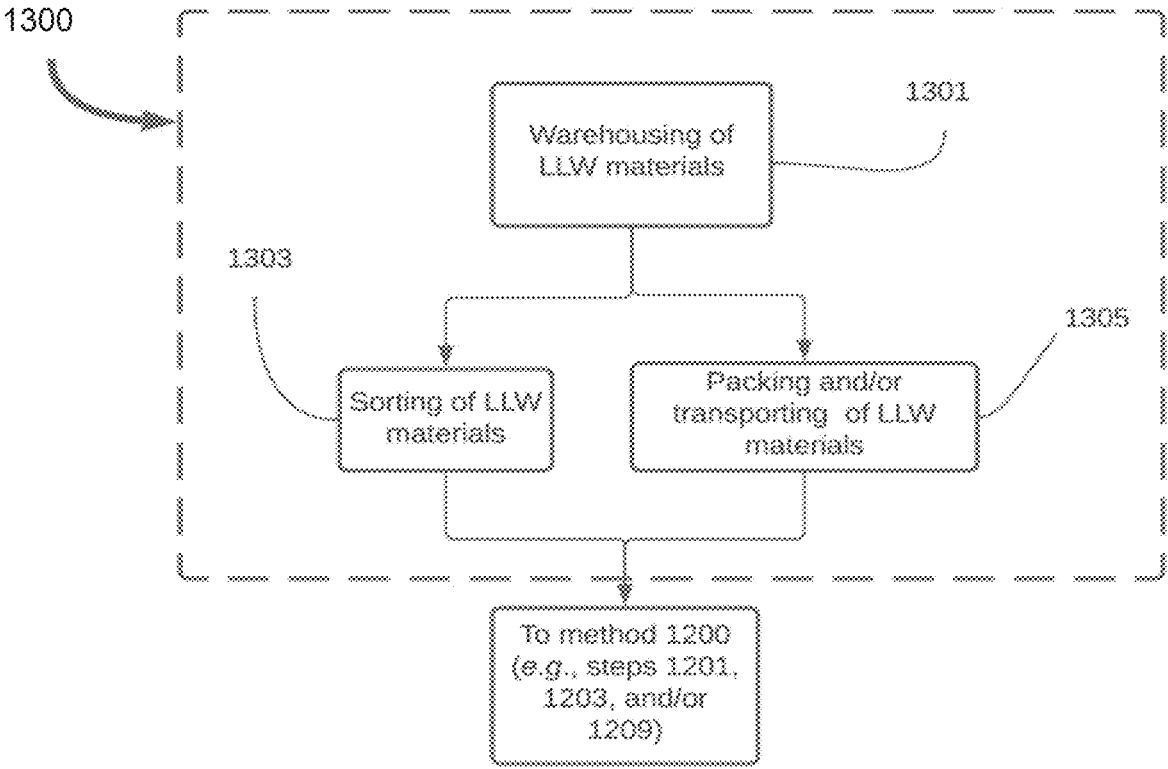 1300
1301
Warehousing of
LLW materials
1303
1305
Sorting of LLW
materials
Packing and/or
transporting of LLW
materials
To method 1200
(e.g., steps 1201,
1203, and/or
1209)